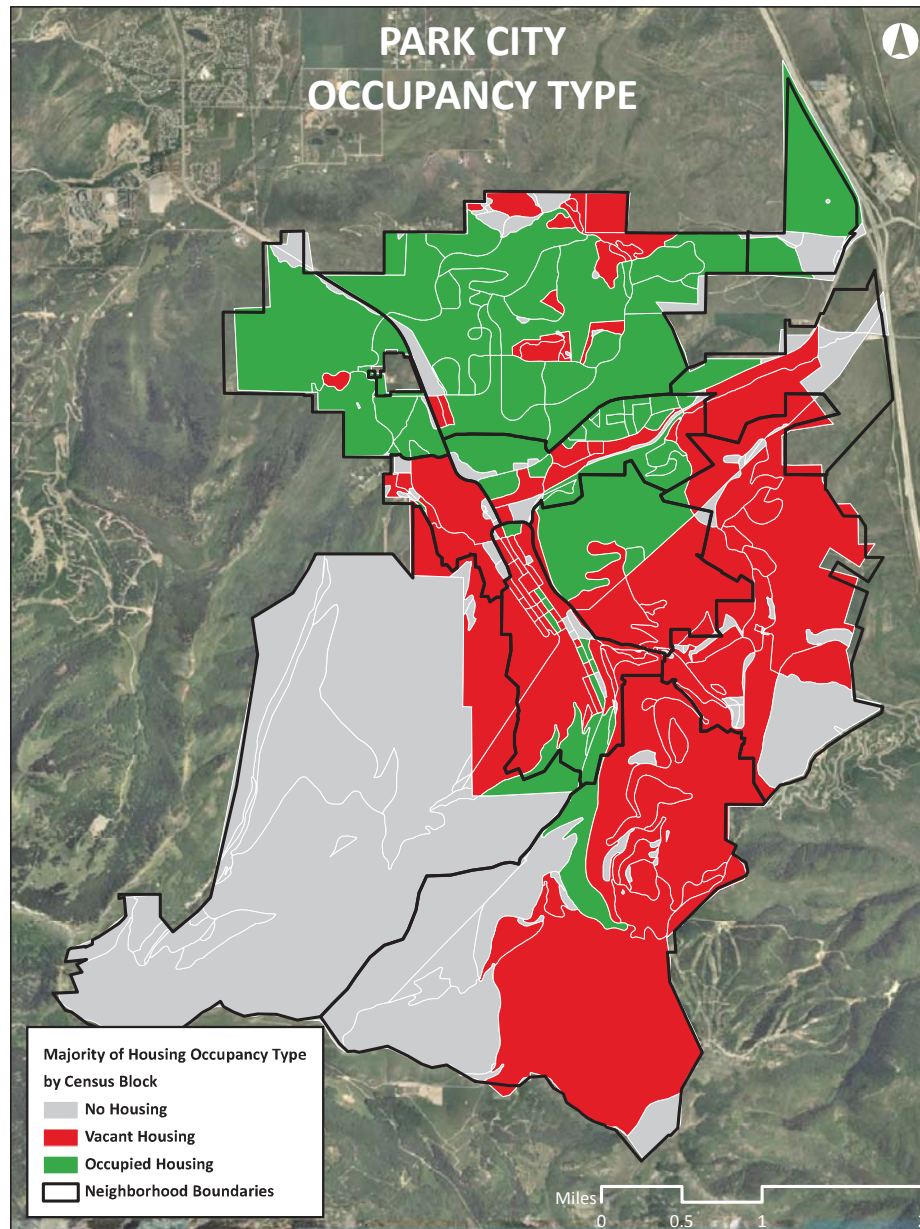 PARK CITY
OCCUPANCY TYPE
Majority of Housing Occupancy Type
by Census Block
No Housing
Vacant Housing
Occupied Housing
Neighborhood Boundaries
Miles
0 0.5 1